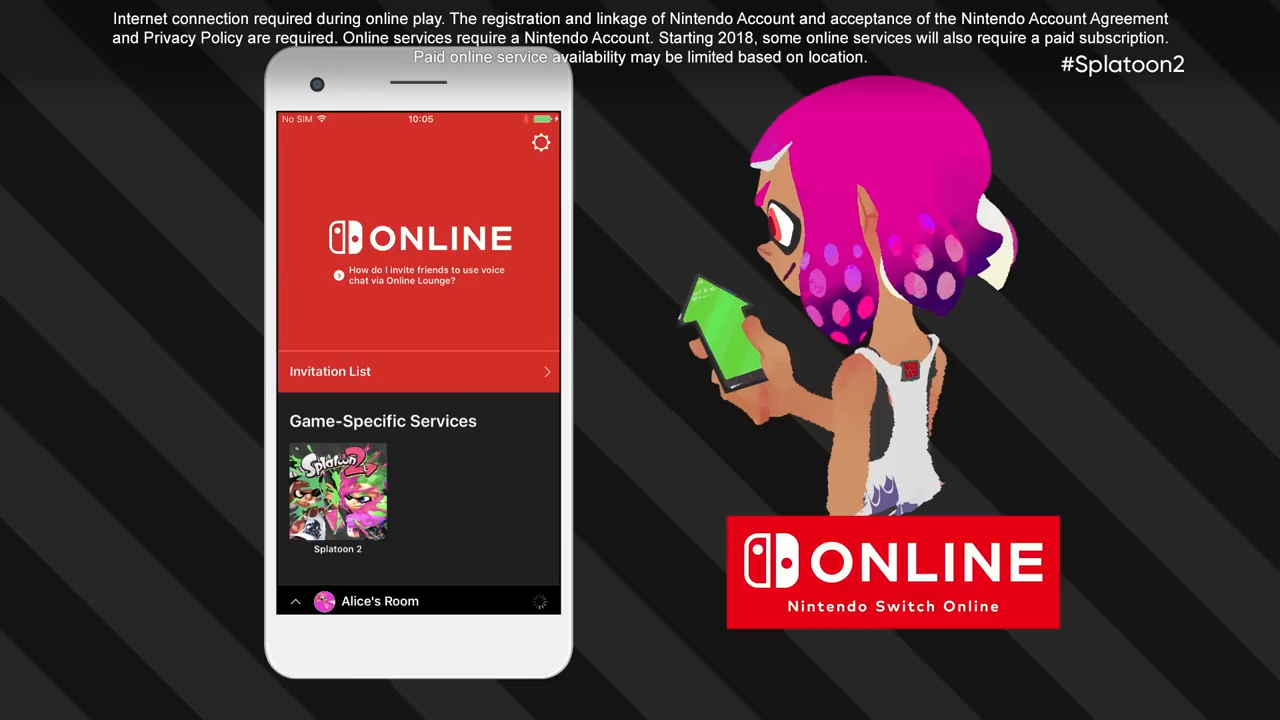 Internet connection required during online play. The registration and linkage of Nintendo Account and acceptance of the Nintendo Account Agreement
and Privacy Policy are required. Online services require a Nintendo Account. Starting 2018, some online services will also require a paid subscription.
Paid online service availability may be limited based on location.
#Splatoon2
No SIM 10:05
ONLINE
How do I invite friends to use voice
chat via Online Lounge?
Invitation List
Game-Specific Services
Splatoon 2
Splatoon 2
Alice's Room
ONLINE
Nintendo Switch Online